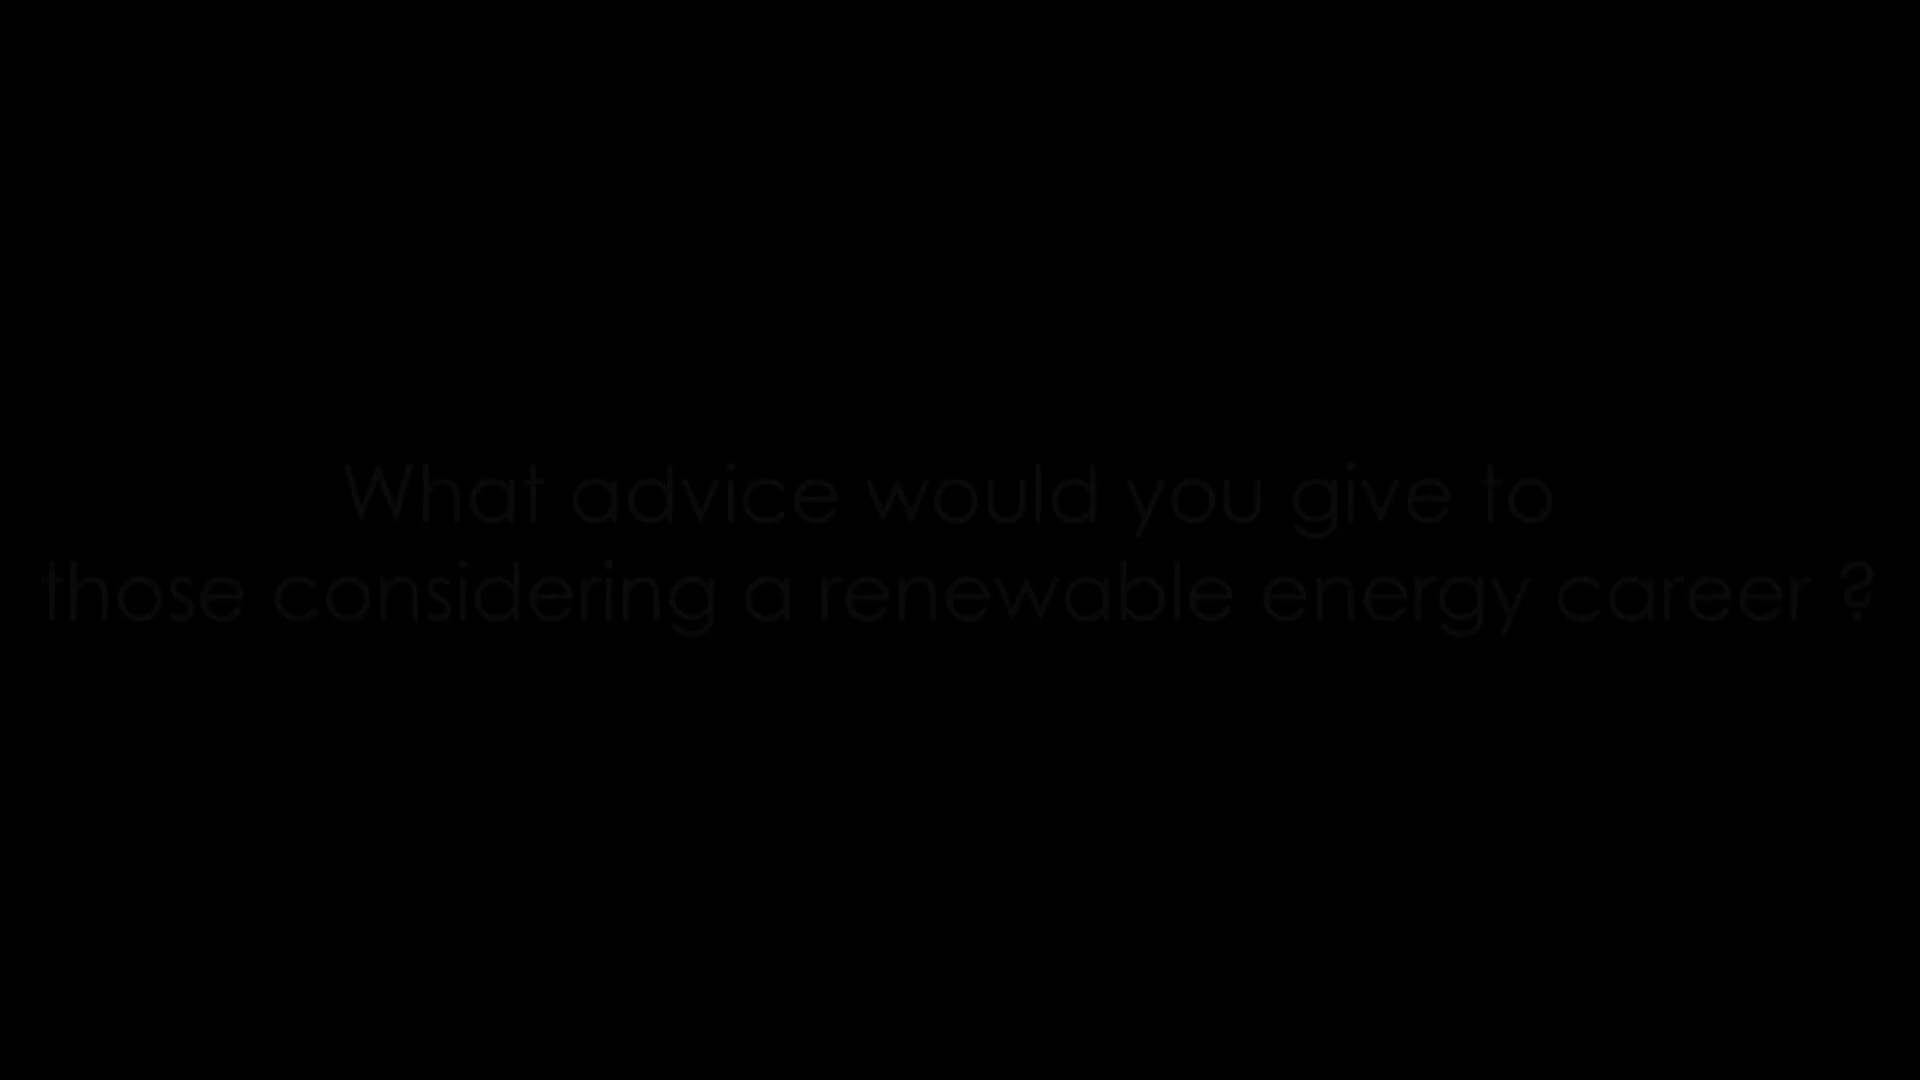 What advice would you give to
those considering a renewable energy career ?